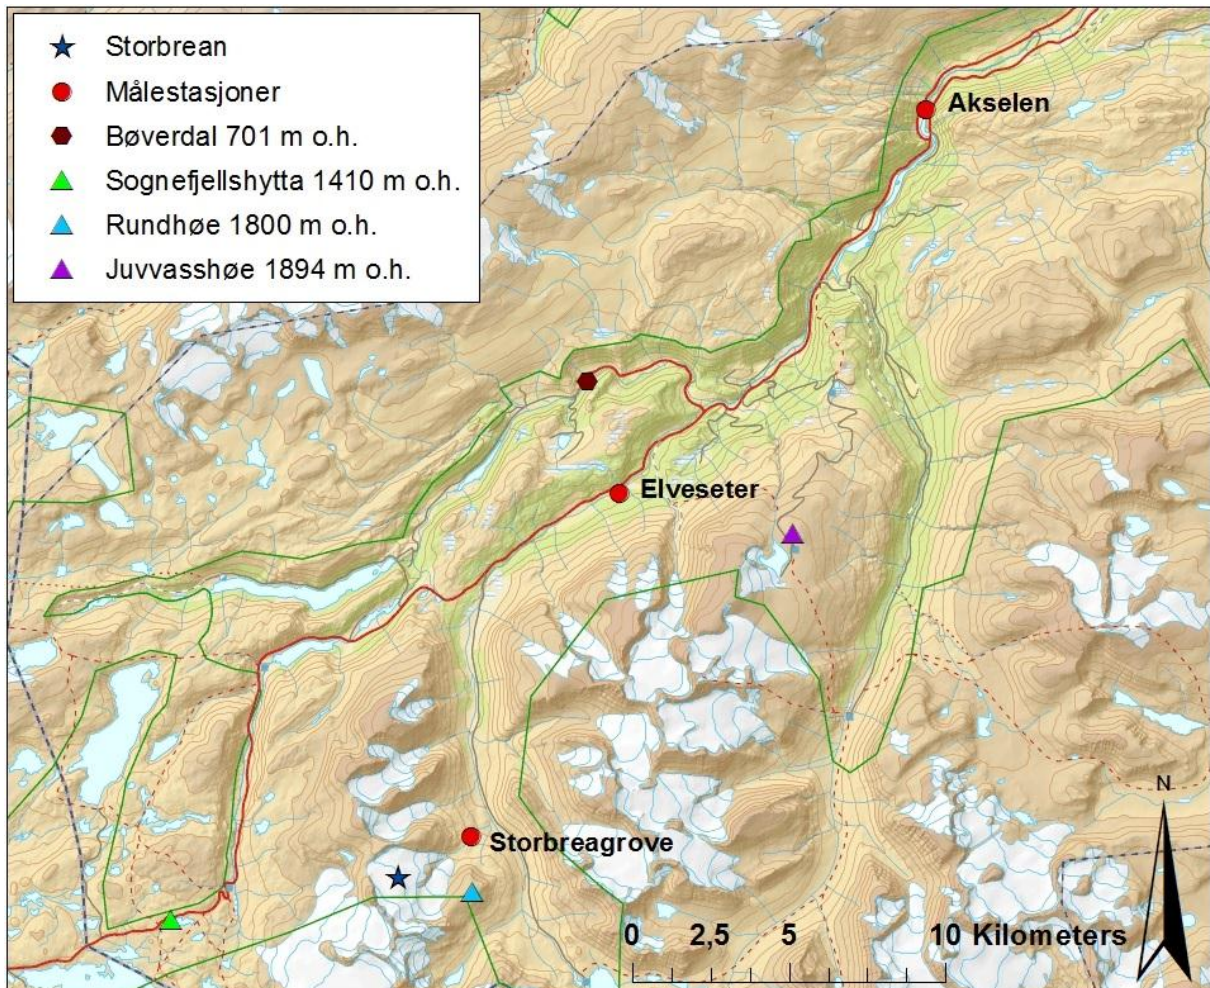 Storbrean
Målestasjoner
Bøverdal 701 m o.h.
Sognefjellshytta 1410 m o.h.
Rundhøe 1800 m o.h.
Juvvasshøe 1894 m o.h.
Akselen
Elveseter
Storbreagrove
N
0 2,5 5 10 Kilometers